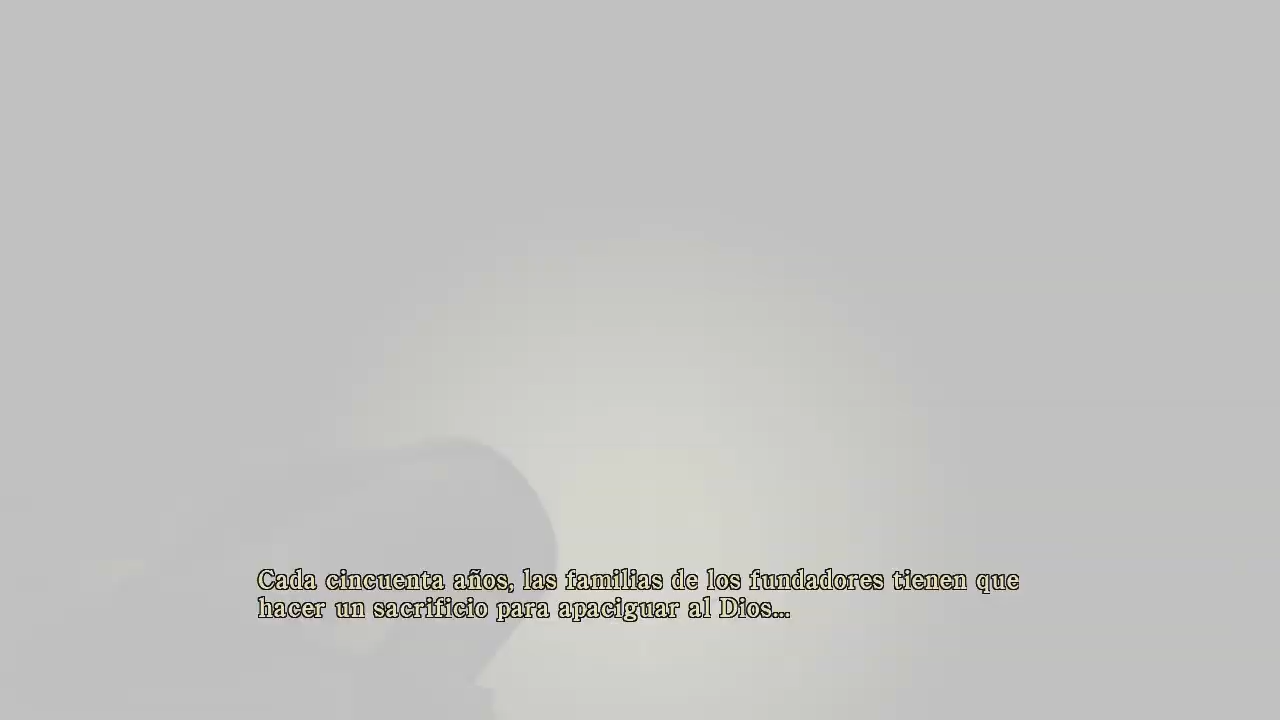 Cada cincuenta años, las familias de los fundadores tienen que
hacer un sacrificio para apaciguar al Dios...